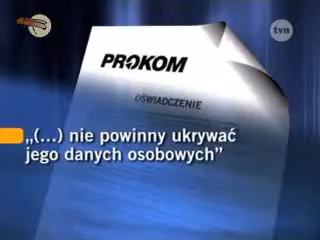 tvn
PROKOM
OŚWIADCZENIE
„(...) nie powinny ukrywać
jego danych osobowych”